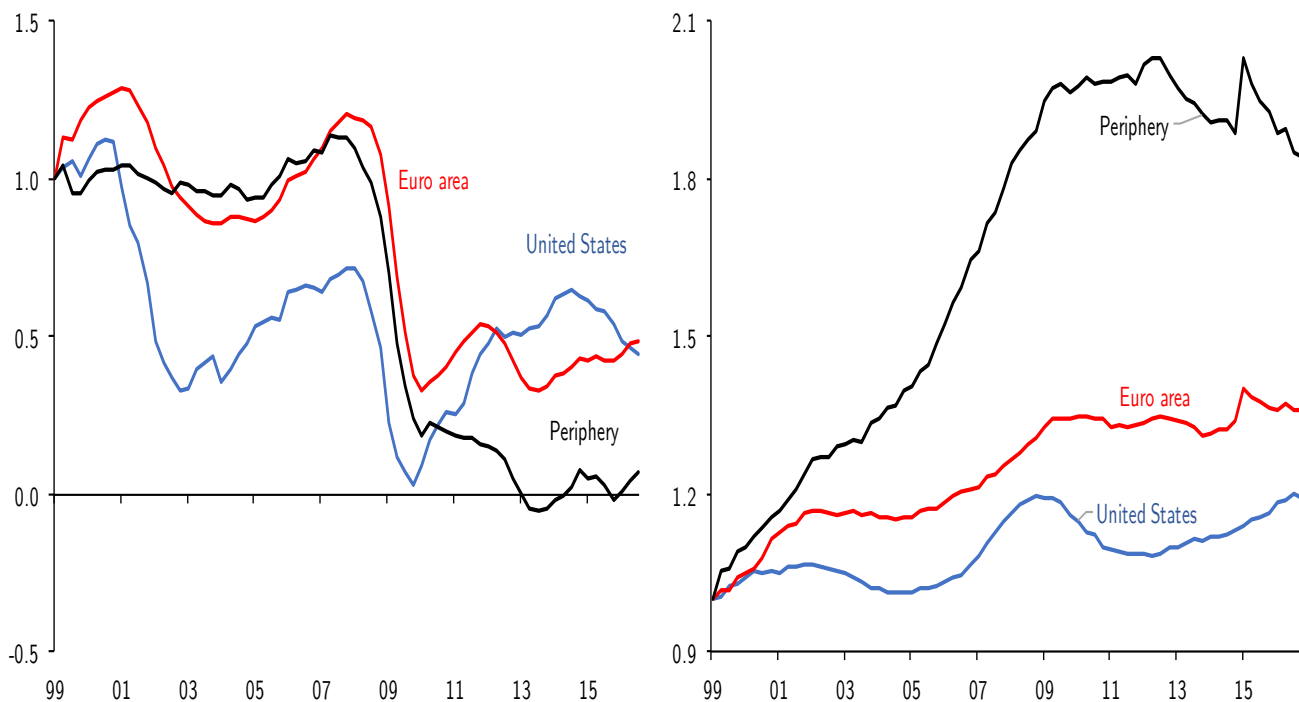 1.5
1.0
0.5
0.0
-0.5
99 01 03 05 07 09 11 13 15
Euro area
United States
Periphery
2.1
1.8
1.5
1.2
0.9
99 01 03 05 07 09 11 13 15
Periphery
Euro area
United States